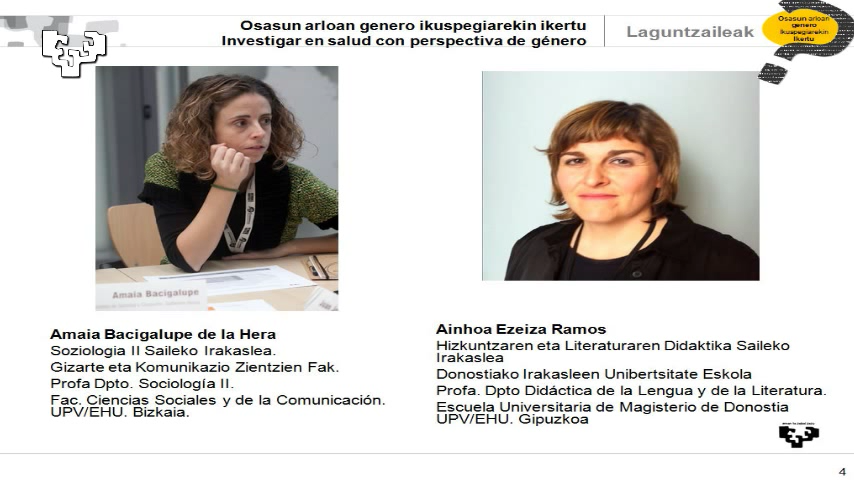 Osasun arloan genero ikuspegiarekin ikertu
Investigar en salud con perspectiva de género
Laguntzaileak
Osasun arloan
genero
Ikuspegiarekin
Ikertu
Amaia Bacigalupe
Amaia Bacigalupe de la Hera
Soziologia II Saileko Irakaslea.
Gizarte eta Komunikazio Zientzien Fak.
Profa Dpto. Sociología II.
Fac. Ciencias Sociales y de la Comunicación.
UPV/EHU. Bizkaia.
Ainhoa Ezeiza Ramos
Hizkuntzaren eta Literaturaren Didaktika Saileko
Irakaslea
Donostiako Irakasleen Unibertsitate Eskola
Profa. Dpto Didáctica de la Lengua y de la Literatura.
Escuela Universitaria de Magisterio de Donostia
UPV/EHU. Gipuzkoa
4